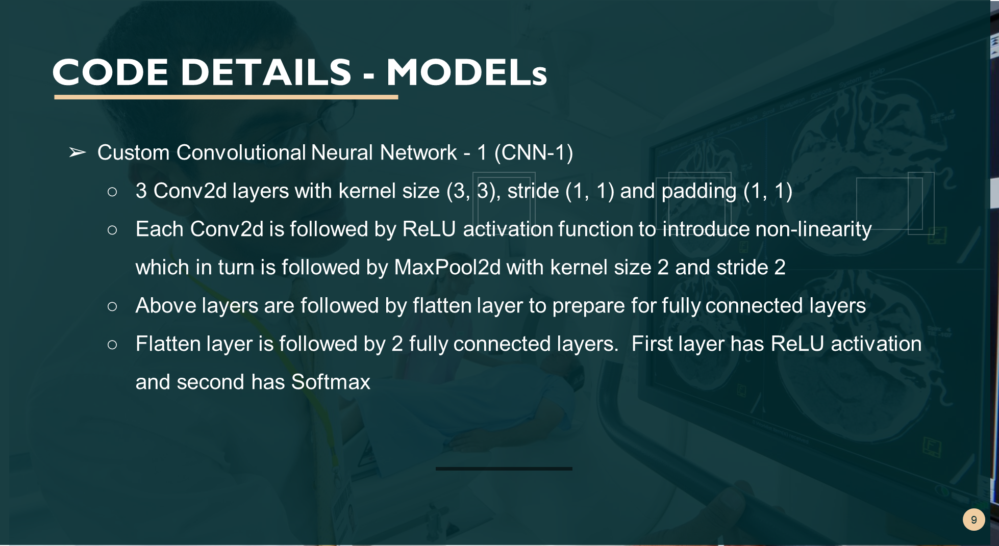 CODE DETAILS - MODELs
➢ Custom Convolutional Neural Network - 1 (CNN-1)
○ 3 Conv2d layers with kernel size (3, 3), stride (1, 1) and padding (1, 1)
○ Each Conv2d is followed by ReLU activation function to introduce non-linearity
which in turn is followed by MaxPool2d with kernel size 2 and stride 2
○ Above layers are followed by flatten layer to prepare for fully connected layers
○ Flatten layer is followed by 2 fully connected layers.  First layer has ReLU activation
and second has Softmax
System Help
9